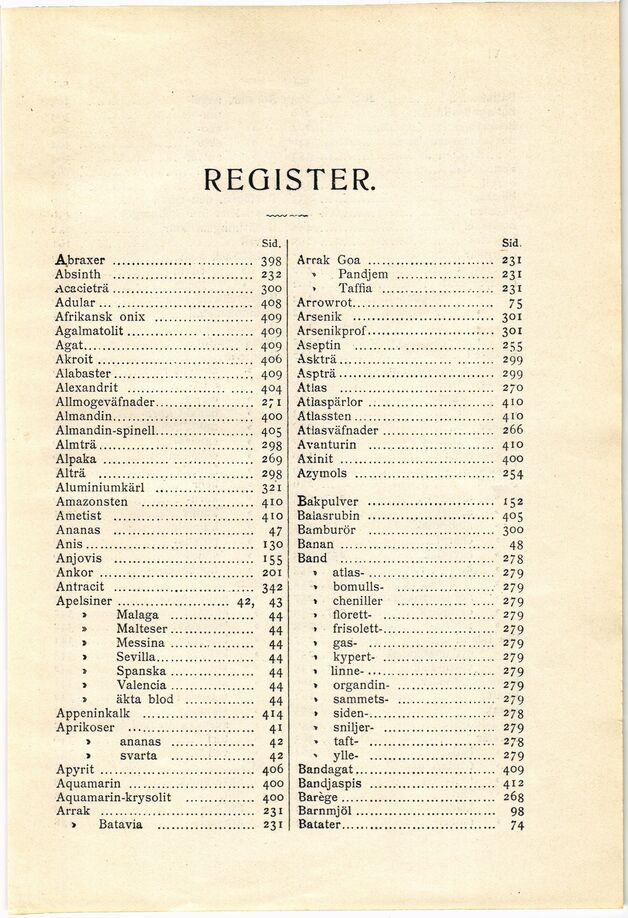 REGISTER.
Sid.
Abraxer ........................ 398
Absinth ........................ 232
Acacieträ ........................ 300
Adular ........................ 408
Afrikansk onix ........................ 409
Agalmatolit ........................ 409
Agat ........................ 409
Akroit ........................ 406
Alabaster ........................ 409
Alexandrit ........................ 404
Allmogeväfnader ........................ 271
Almandin ........................ 400
Almandin-spinell ........................ 405
Almträ ........................ 298
Alpaka ........................ 269
Alträ ........................ 298
Aluminiumkärl ........................ 321
Amazonsten ........................ 410
Ametist ........................ 410
Ananas ........................ 47
Anis ........................ 130
Anjovis ........................ 155
Ankor ........................ 201
Antracit ........................ 342
Apelsiner ........................ 42, 43
» Malaga ........................ 44
» Malteser ........................ 44
» Messina ........................ 44
» Sevilla ........................ 44
» Spanska ........................ 44
» Valencia ........................ 44
» äkta blod ........................ 44
Appeninkalk ........................ 414
Aprikoser ........................ 41
» ananas ........................ 42
» svarta ........................ 42
Apyrit ........................ 406
Aquamarin ........................ 400
Aquamarin-krysolit ........................ 400
Arrak ........................ 231
» Batavia ........................ 231
Sid.
Arrak Goa ........................ 231
» Pandjem ........................ 231
» Taffia ........................ 231
Arrowrot ........................ 75
Arsenik ........................ 301
Arsenikprof ........................ 301
Aseptin ........................ 255
Askträ ........................ 299
Aspträ ........................ 299
Atlas ........................ 270
Atlaspärlor ........................ 410
Atlassten ........................ 410
Atlasväfnader ........................ 266
Avanturin ........................ 410
Axinit ........................ 400
Azymols ........................ 254
Bakpulver ........................ 152
Balasrubin ........................ 405
Bamburör ........................ 300
Banan ........................ 48
Band ........................ 278
» atlas- ........................ 279
» bomulls- ........................ 279
» cheniller ........................ 279
» florett- ........................ 279
» frisolett- ........................ 279
» gas- ........................ 279
» kypert- ........................ 279
» linne- ........................ 279
» organdin- ........................ 279
» sammets- ........................ 279
» siden- ........................ 278
» sniljer- ........................ 279
» taft- ........................ 278
» ylle- ........................ 279
Bandagat ........................ 409
Bandjaspis ........................ 412
Barège ........................ 268
Barnmjöl ........................ 98
Batater ........................ 74